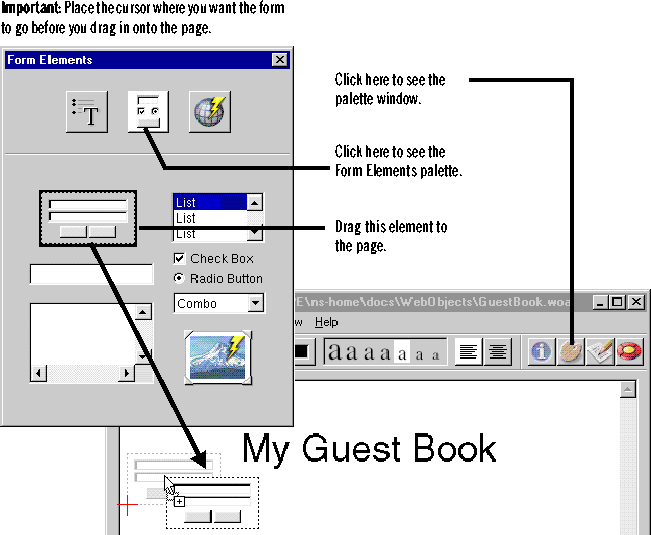 Important: Place the cursor where you want the form
to go before you drag in onto the page.
Form Elements
Click here to see the
palette window.
T
Click here to see the
Form Elements palette.
List
List
List
Drag this element to
the page.
Check Box
Radio Button
Combo
E\ns-home\docs\WebObjects\GuestBook.woa
w Help
a a a a a a a
My Guest Book